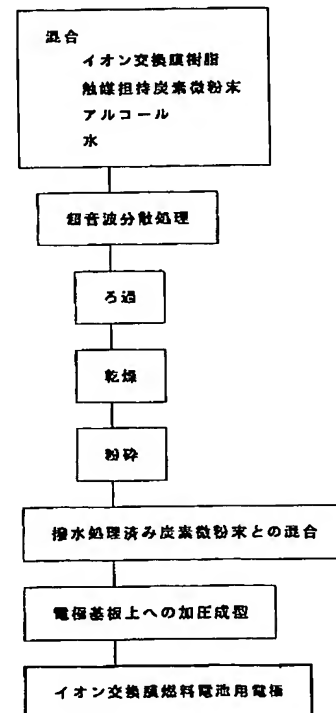 混合
イオン交換膜樹脂
触媒担持炭素微粉末
アルコール
水
超音波分散処理
ろ過
乾燥
粉砕
撥水処理済み炭素微粉末との混合
電極基板上への加圧成型
イオン交換膜燃料電池用電極